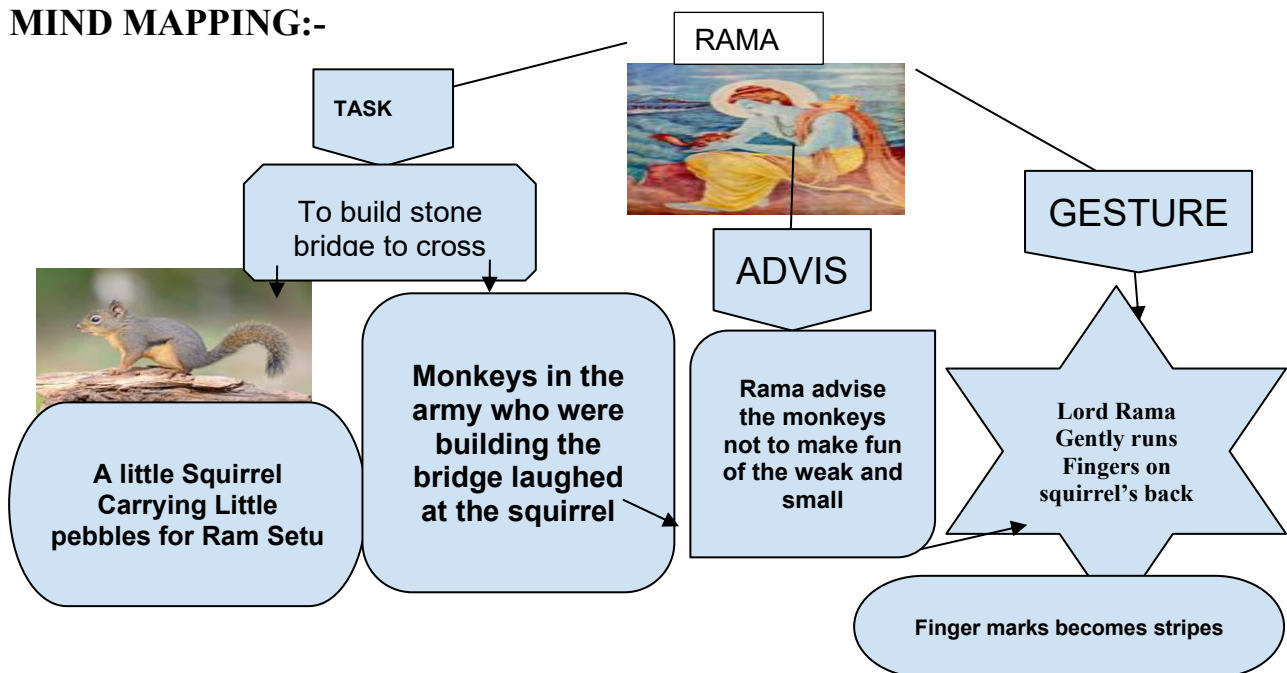 MIND MAPPING:-
RAMA
TASK
To build stone
bridge to cross
A little Squirrel
Carrying Little
pebbles for Ram Setu
Monkeys in the
army who were
building the
bridge laughed
at the squirrel
ADVIS
Rama advise
the monkeys
not to make fun
of the weak and
small
GESTURE
Lord Rama
Gently runs
Fingers on
squirrel's back
Finger marks becomes stripes